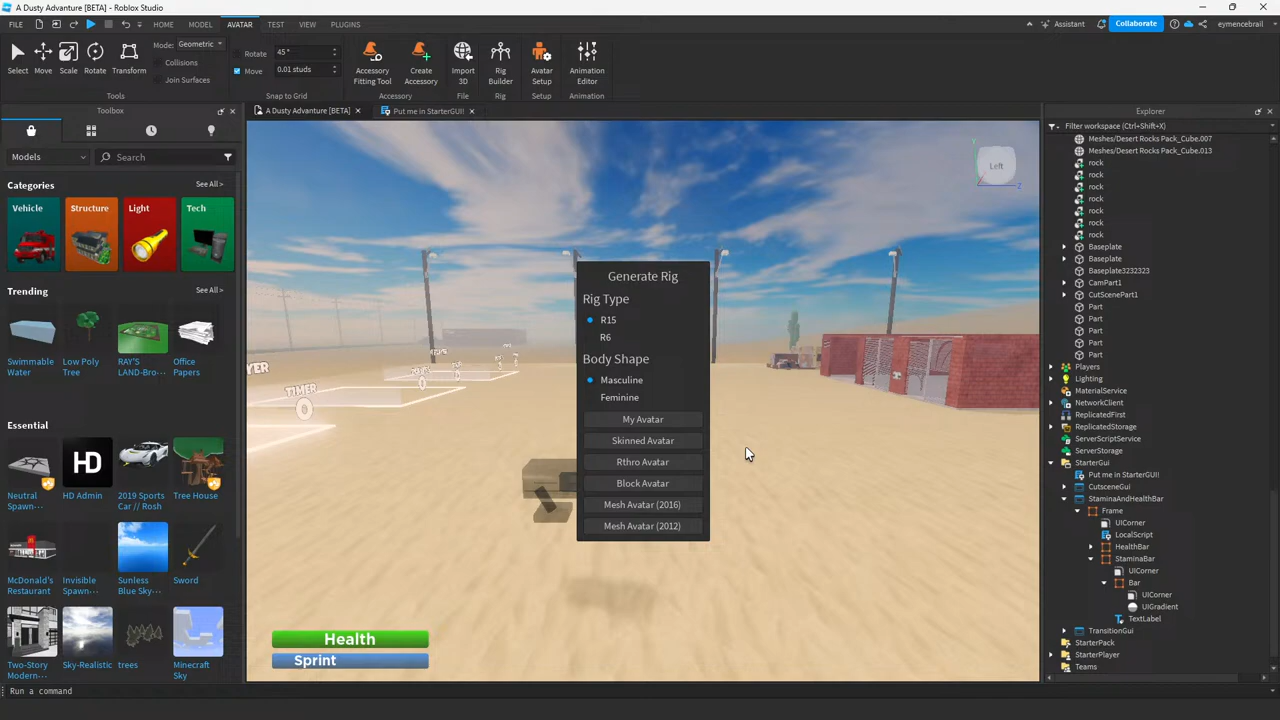 A Dusty Advanture [BETA] - Roblox Studio
FILE HOME MODEL AVATAR TEST VIEW PLUGINS Assistant Collaborate eymencebrail
Mode: Geometric
Collisions
Join Surfaces
Select Move Scale Rotate Transform
Tools
Rotate 45°
Move 0.01 studs
Snap to Grid
Accessory Fitting Tool
Create Accessory
Accessory
Import 3D
File
Rig Builder
Rig
Avatar Setup
Setup
Animation Editor
Animation
Toolbox
A Dusty Advanture [BETA] Put me in StarterGUI!
Models Search
Categories See All >
Vehicle Structure Light Tech
Trending See All >
Swimmable Water
Low Poly Tree
RAY'S LAND-Bro...
Office Papers
Essential See All >
Neutral Spawn...
HD
HD Admin
2019 Sports Car // Rosh
Tree House
McDonald's Restaurant
Invisible Spawn...
Sunless Blue Sky...
Sword
Two-Story Modern...
Sky-Realistic
trees
Minecraft Sky
Run a command
Y
Left
Z
TIMER
0
Generate Rig
Rig Type
R15
R6
Body Shape
Masculine
Feminine
My Avatar
Skinned Avatar
Rthro Avatar
Block Avatar
Mesh Avatar (2016)
Mesh Avatar (2012)
Health
Sprint
Explorer
Filter workspace (Ctrl+Shift+X)
Meshes/Desert Rocks Pack_Cube.007
Meshes/Desert Rocks Pack_Cube.013
rock
rock
rock
rock
rock
rock
rock
Baseplate
Baseplate
Baseplate3232323
CamPart1
CutScenePart1
Part
Part
Part
Part
Part
Players
Lighting
MaterialService
NetworkClient
ReplicatedFirst
ReplicatedStorage
ServerScriptService
ServerStorage
StarterGui
Put me in StarterGUI!
CutsceneGui
StaminaAndHealthBar
Frame
UICorner
LocalScript
HealthBar
StaminaBar
UICorner
Bar
UICorner
UIGradient
TextLabel
TransitionGui
StarterPack
StarterPlayer
Teams